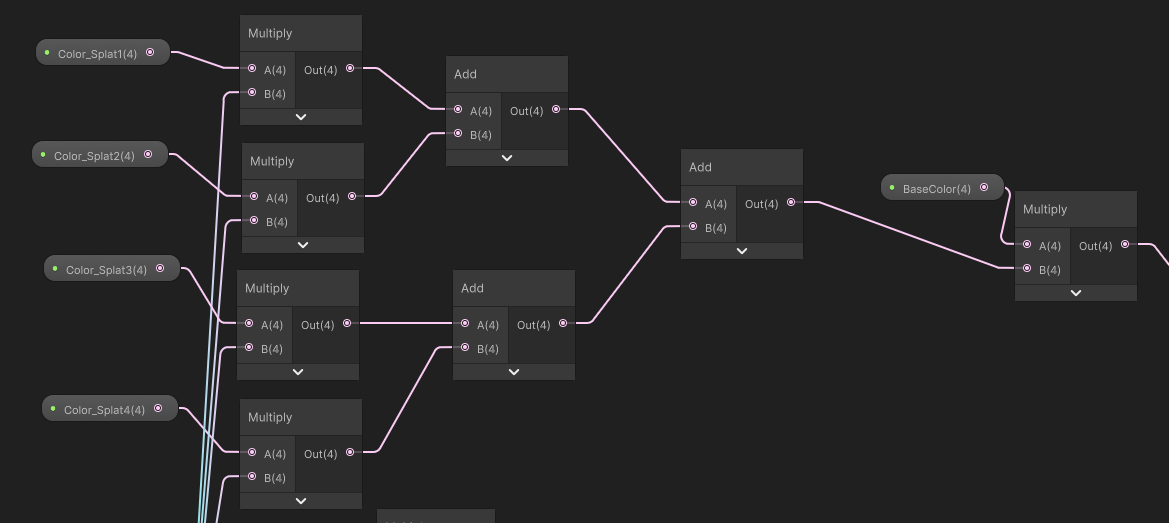 Multiply
Color_Splat1(4)
A(4) Out(4)
B(4)
Add
A(4) Out(4)
B(4)
Color_Splat2(4)
Multiply
A(4) Out(4)
B(4)
Add
A(4) Out(4)
B(4)
BaseColor(4)
Multiply
A(4) Out(4)
B(4)
Color_Splat3(4)
Multiply
A(4) Out(4)
B(4)
Add
A(4) Out(4)
B(4)
Color_Splat4(4)
Multiply
A(4) Out(4)
B(4)